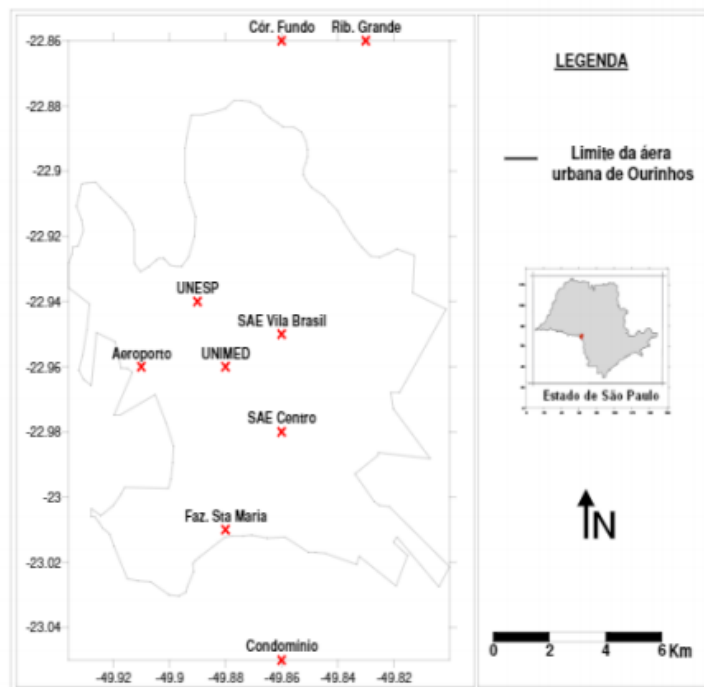 Cór. Fundo Rib. Grande
-22.86
-22.88
-22.9
-22.92
-22.94
-22.96
-22.98
-23
-23.02
-23.04
UNESP
SAE Vila Brasil
Aeroporto
UNIMED
SAE Centro
Faz. Sta Maria
Condomínio
-49.92 -49.9 -49.88 -49.86 -49.84 -49.82
LEGENDA
Limite da áera
urbana de Ourinhos
Estado de São Paulo
N
0 2 4 6 Km